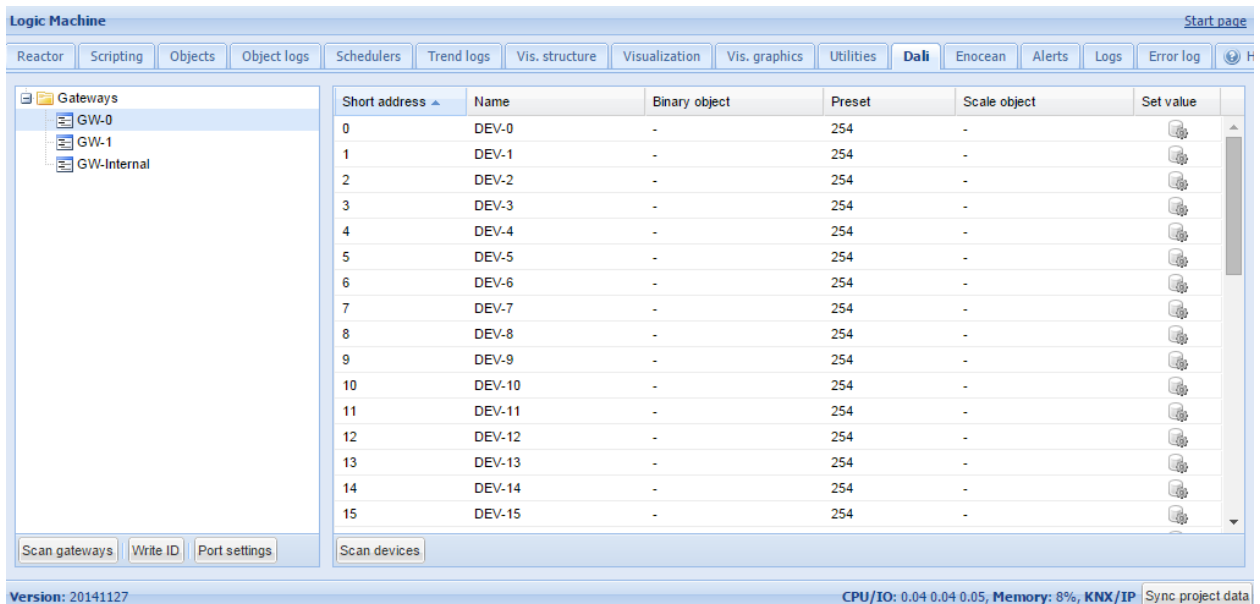 Logic Machine Start page
Reactor Scripting Objects Object logs Schedulers Trend logs Vis. structure Visualization Vis. graphics Utilities Dali Enocean Alerts Logs Error log H
Gateways
GW-0
GW-1
GW-Internal
Short address Name Binary object Preset Scale object Set value
0 DEV-0 - 254 -
1 DEV-1 - 254 -
2 DEV-2 - 254 -
3 DEV-3 - 254 -
4 DEV-4 - 254 -
5 DEV-5 - 254 -
6 DEV-6 - 254 -
7 DEV-7 - 254 -
8 DEV-8 - 254 -
9 DEV-9 - 254 -
10 DEV-10 - 254 -
11 DEV-11 - 254 -
12 DEV-12 - 254 -
13 DEV-13 - 254 -
14 DEV-14 - 254 -
15 DEV-15 - 254 -
Scan gateways Write ID Port settings Scan devices
Version: 20141127 CPU/IO: 0.04 0.04 0.05, Memory: 8%, KNX/IP Sync project data